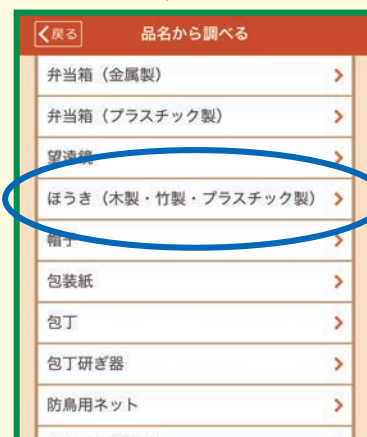 戻る 品名から調べる
弁当箱（金属製）
弁当箱（プラスチック製）
望遠鏡
ほうき（木製・竹製・プラスチック製）
帽子
包装紙
包丁
包丁研ぎ器
防鳥用ネット